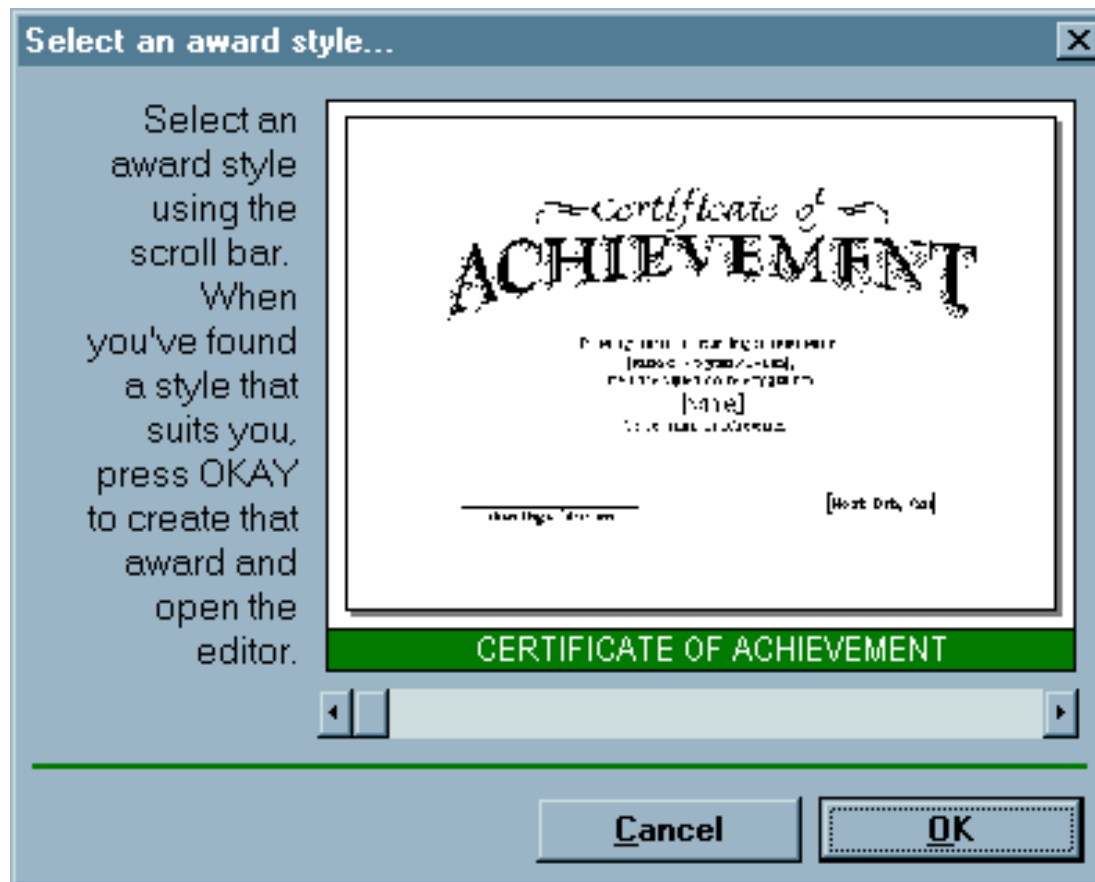 Select an award style...
Select an
award style
using the
scroll bar.
When
you've found
a style that
suits you,
press OKAY
to create that
award and
open the
editor.
Certificate of
ACHIEVEMENT
CERTIFICATE OF ACHIEVEMENT
Cancel
OK